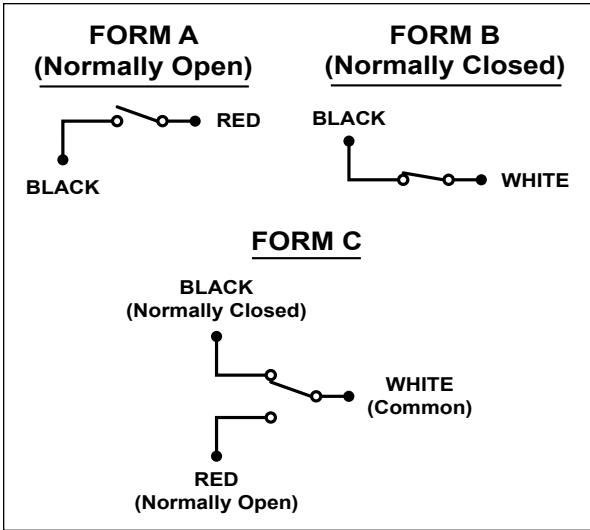 FORM A
(Normally Open)
RED
BLACK
FORM B
(Normally Closed)
BLACK
WHITE
FORM C
BLACK
(Normally Closed)
WHITE
(Common)
RED
(Normally Open)